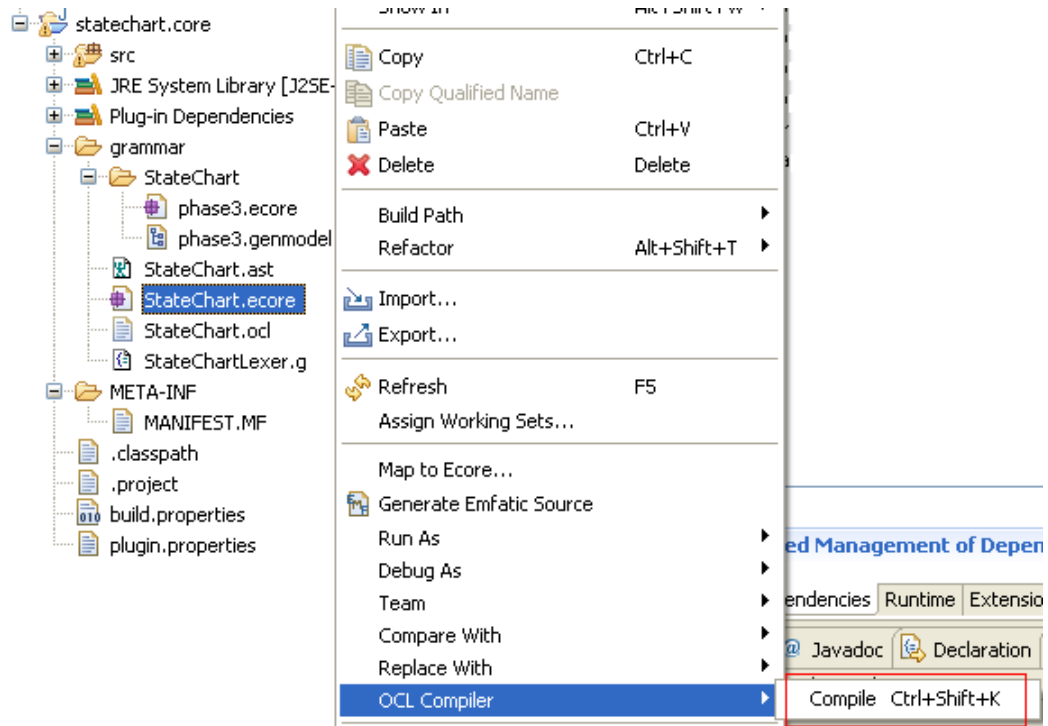 statechart.core
src
JRE System Library [J2SE-
Plug-in Dependencies
grammar
StateChart
phase3.ecore
phase3.genmodel
StateChart.ast
StateChart.ecore
StateChart.ocl
StateChartLexer.g
META-INF
MANIFEST.MF
.classpath
.project
build.properties
plugin.properties
Show In Alt+Shift+W
Copy Ctrl+C
Copy Qualified Name
Paste Ctrl+V
Delete Delete
Build Path
Refactor Alt+Shift+T
Import...
Export...
Refresh F5
Assign Working Sets...
Map to Ecore...
Generate Emfatic Source
Run As
Debug As
Team
Compare With
Replace With
OCL Compiler
Compile Ctrl+Shift+K
ed Management of Depen
endencies Runtime Extensio
@ Javadoc Declaration